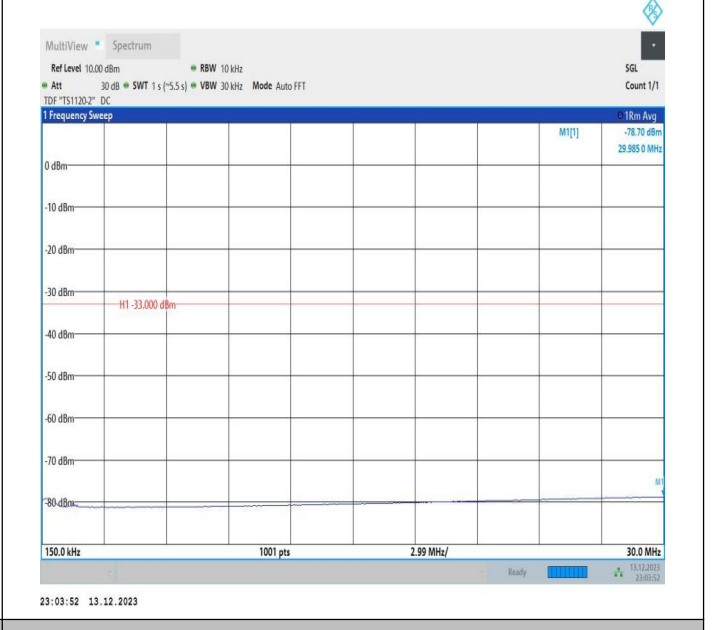 R S
MultiView Spectrum
Ref Level 10.00 dBm RBW 10 kHz SGL
Att 30 dB SWT 1 s (~5.5 s) VBW 30 kHz Mode Auto FFT Count 1/1
TDF "TS1120-2" DC
1 Frequency Sweep 1Rm Avg
M1[1] -78.70 dBm
29.985 0 MHz
0 dBm
-10 dBm
-20 dBm
-30 dBm
H1 -33.000 dBm
-40 dBm
-50 dBm
-60 dBm
-70 dBm
M1
-80 dBm
150.0 kHz 1001 pts 2.99 MHz/ 30.0 MHz
Ready 13.12.2023
23:03:52
23:03:52 13.12.2023